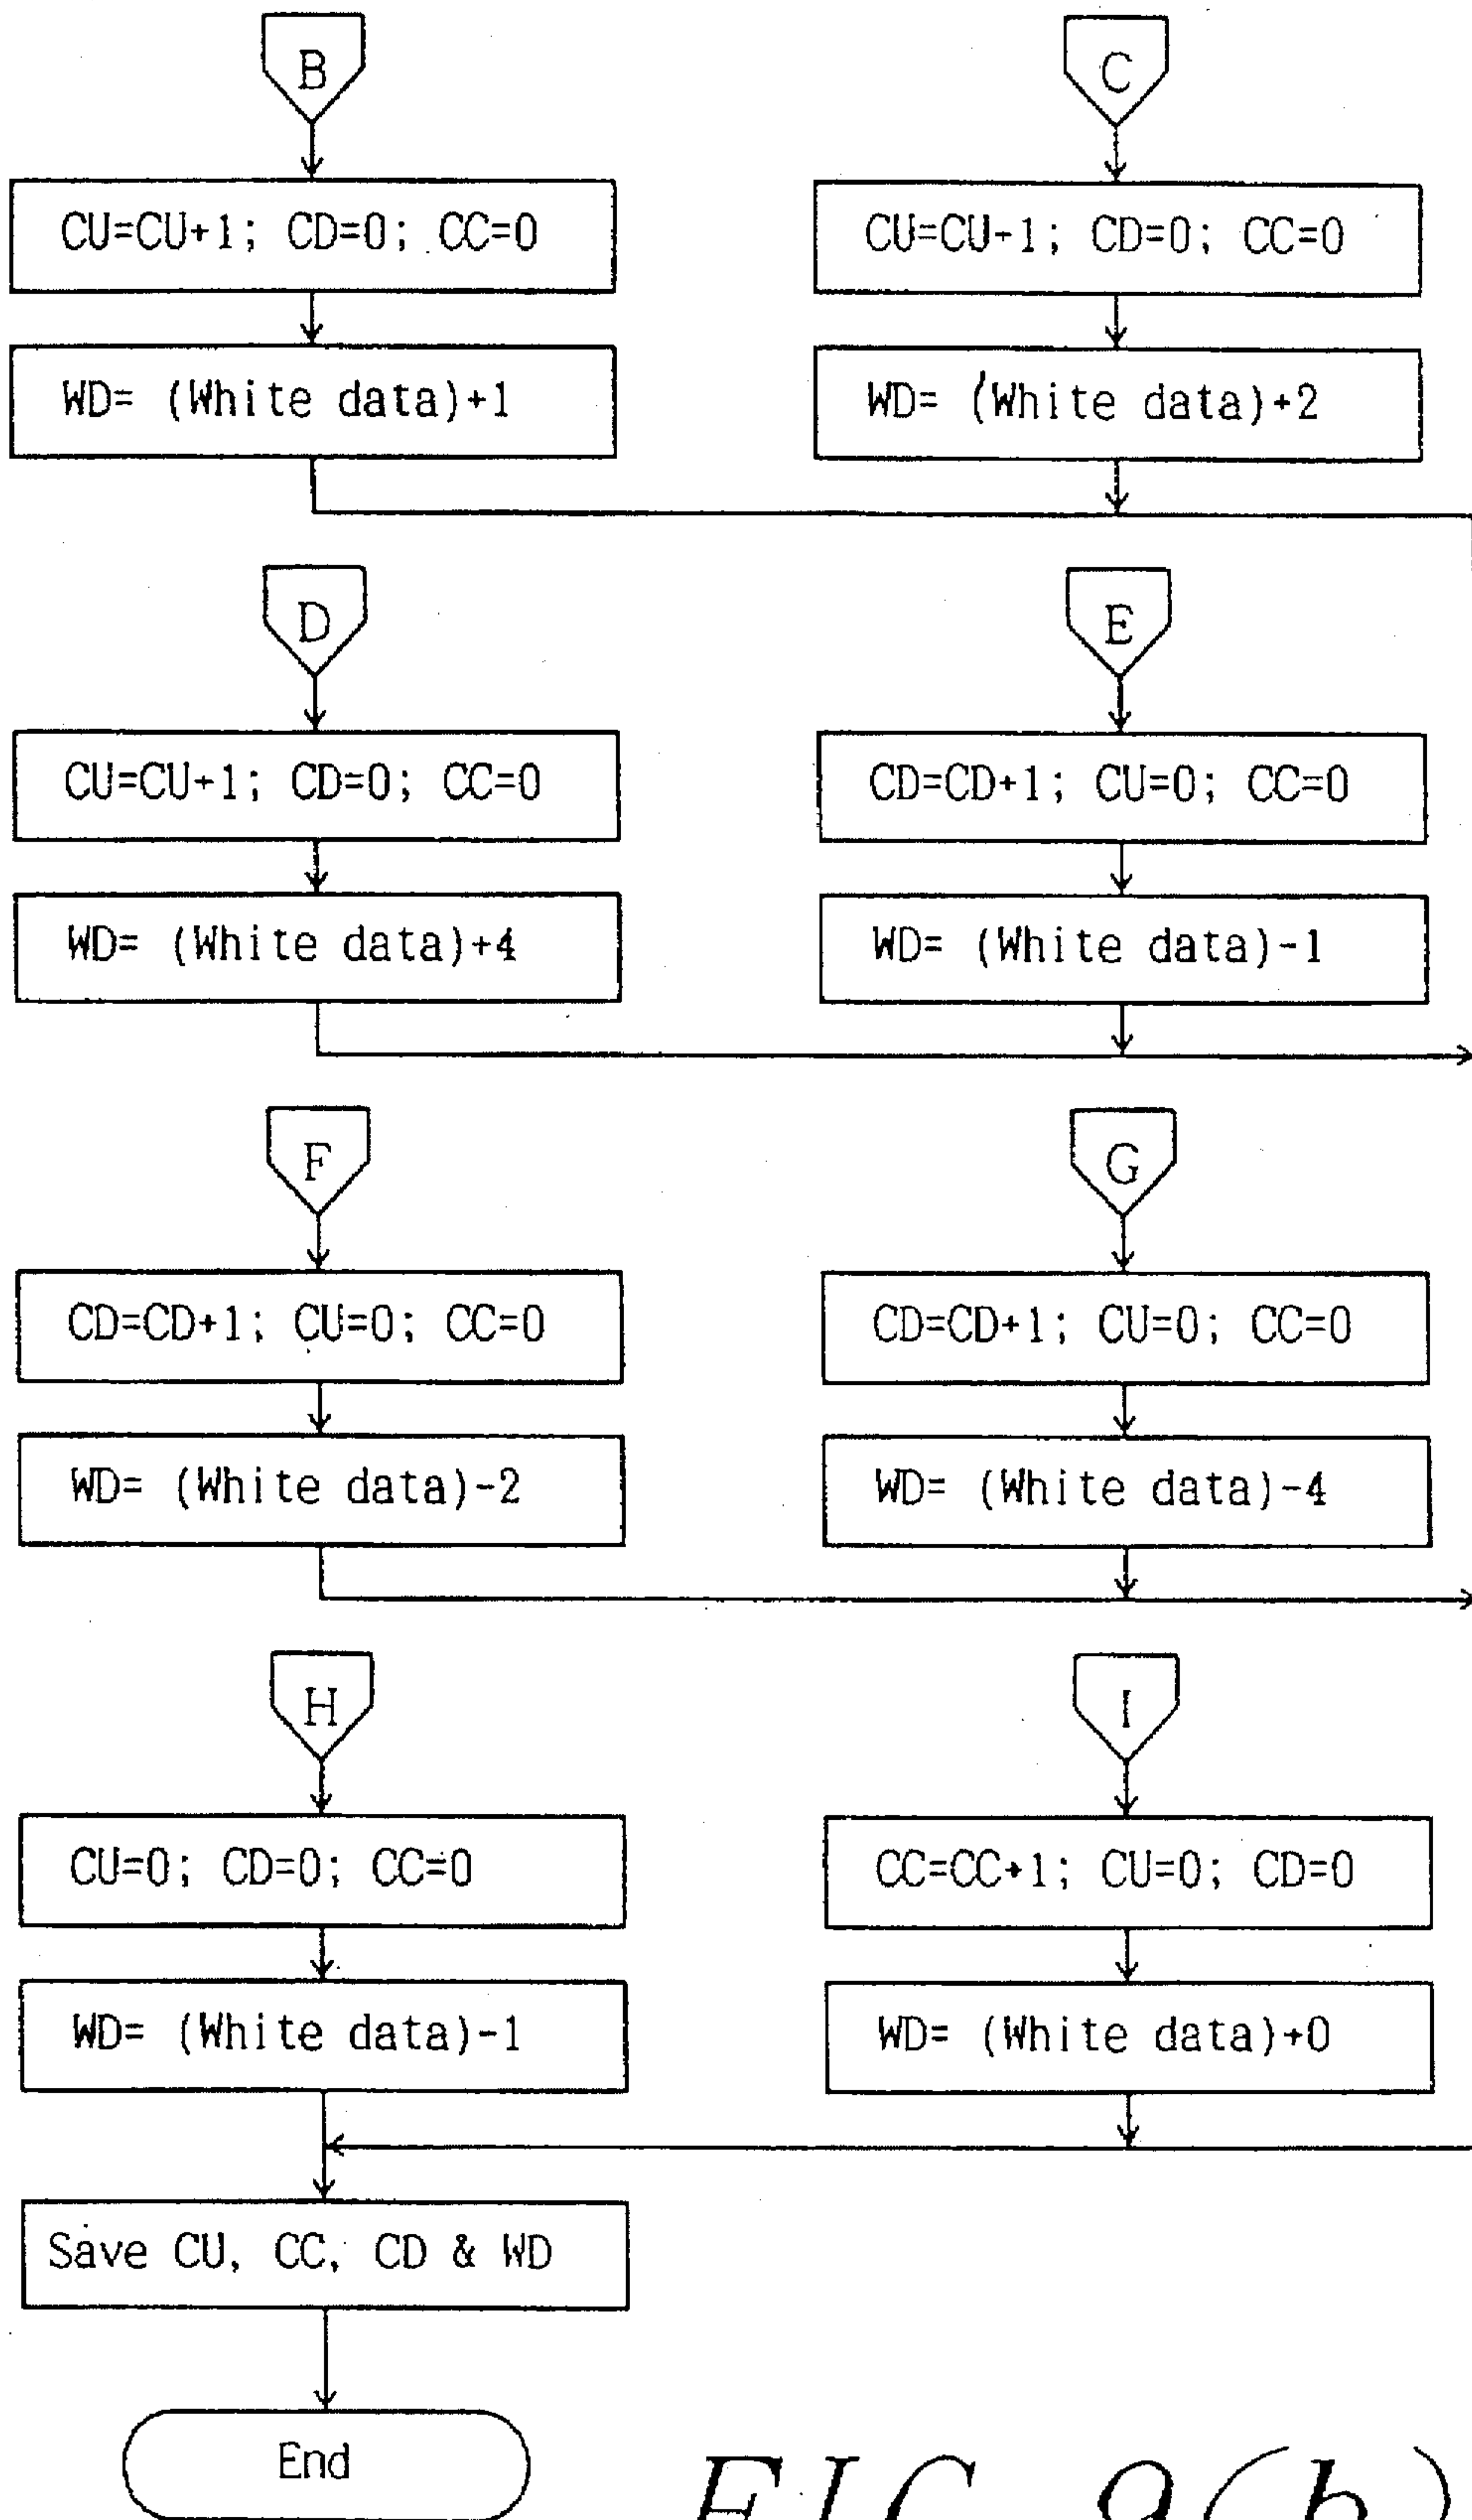 B
C
CU=CU+1; CD=0; CC=0
CU=CU+1; CD=0; CC=0
WD= (White data)+1
WD= (White data)+2
D
E
CU=CU+1; CD=0; CC=0
CD=CD+1; CU=0; CC=0
WD= (White data)+4
WD= (White data)-1
F
G
CD=CD+1; CU=0; CC=0
CD=CD+1; CU=0; CC=0
WD= (White data)-2
WD= (White data)-4
H
I
CU=0; CD=0; CC=0
CC=CC+1; CU=0; CD=0
WD= (White data)-1
WD= (White data)+0
Save CU, CC, CD & WD
End
FIG. 9(b)